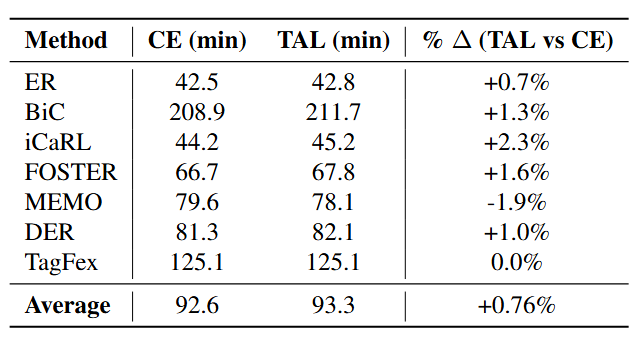 Method CE (min) TAL (min) % Δ (TAL vs CE)
ER 42.5 42.8 +0.7%
BiC 208.9 211.7 +1.3%
iCaRL 44.2 45.2 +2.3%
FOSTER 66.7 67.8 +1.6%
MEMO 79.6 78.1 -1.9%
DER 81.3 82.1 +1.0%
TagFex 125.1 125.1 0.0%
Average 92.6 93.3 +0.76%